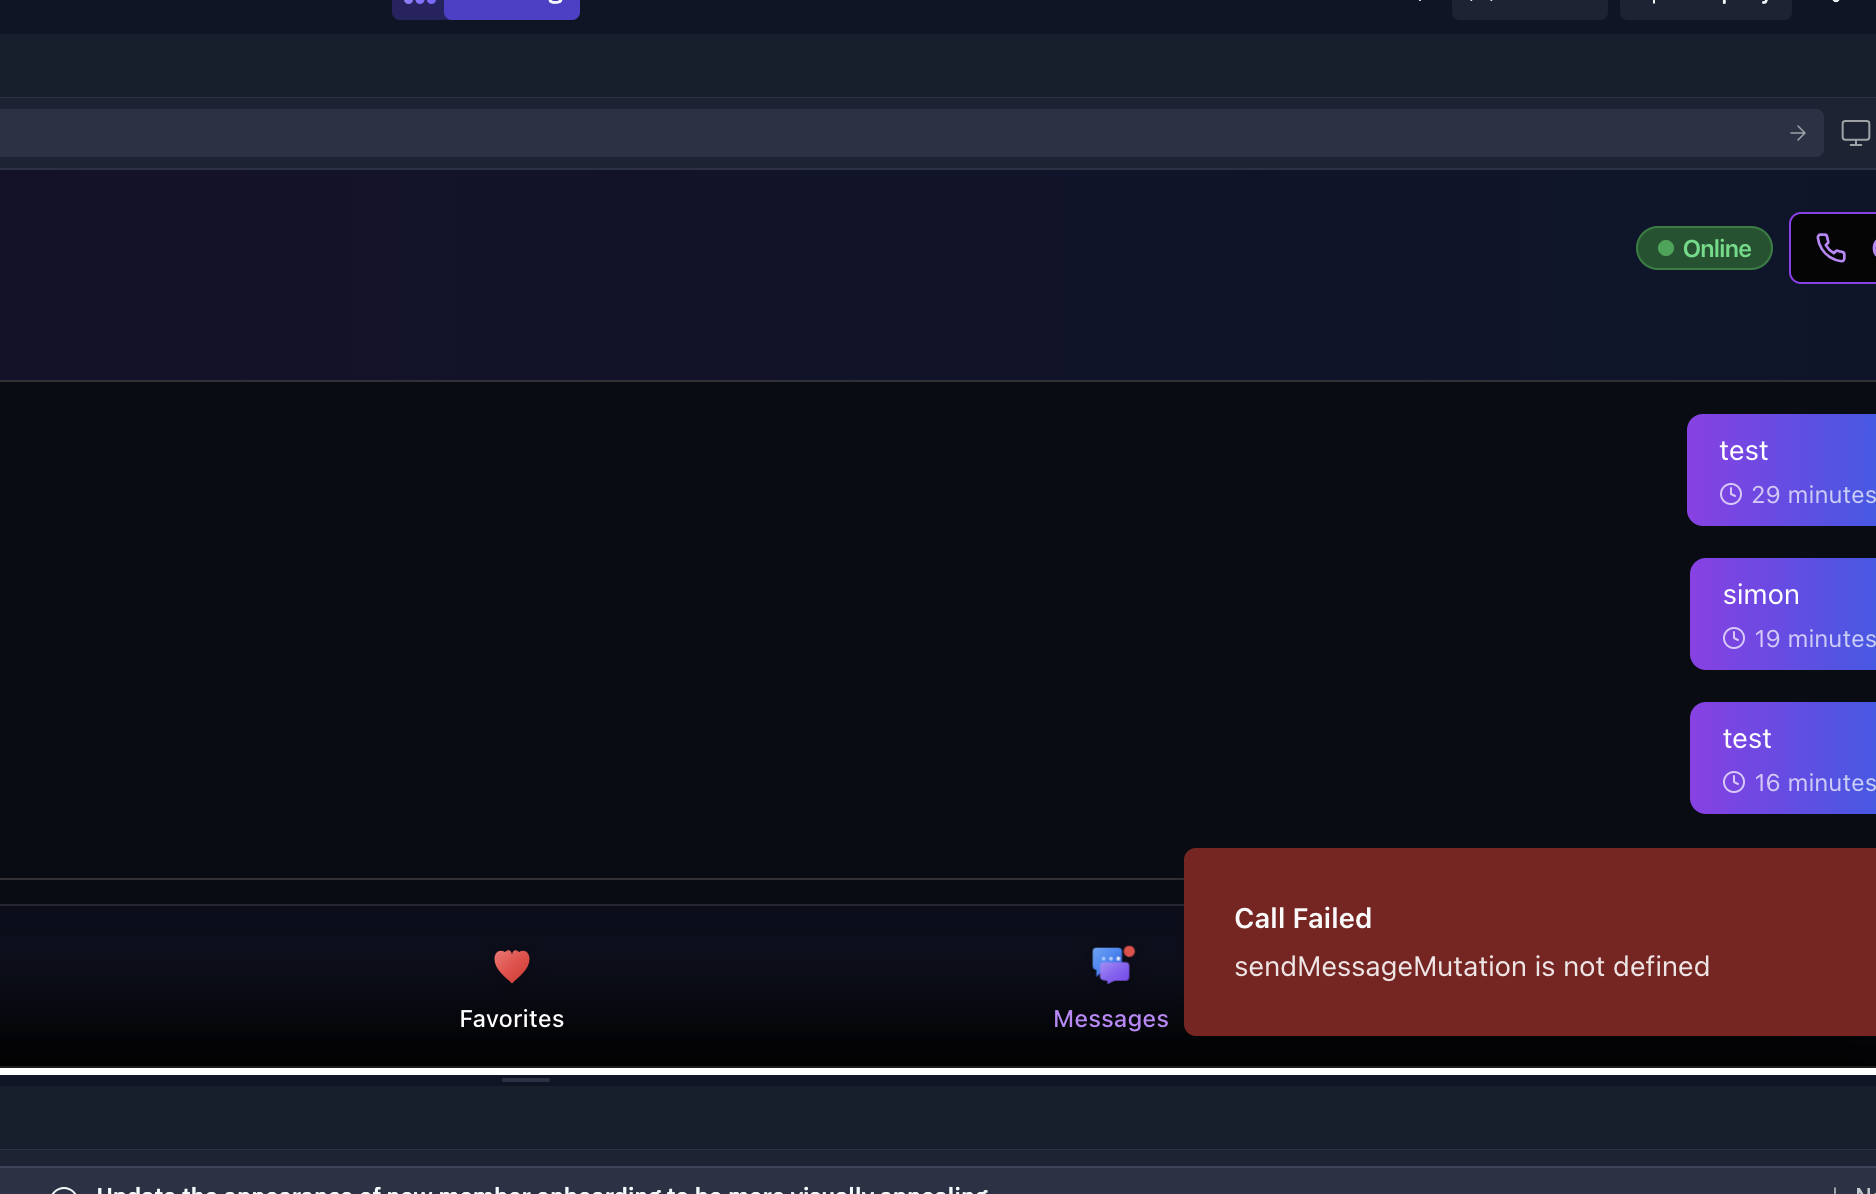 Online
test
29 minutes
simon
19 minutes
test
16 minutes
Call Failed
sendMessageMutation is not defined
Favorites
Messages
Update the appearance of new member onboarding to be more visually appealing